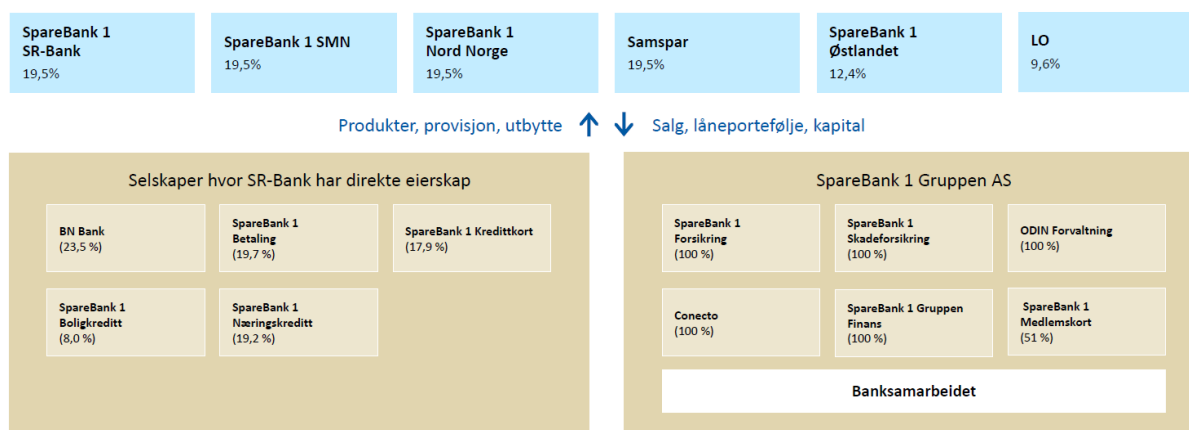 SpareBank 1
SR-Bank
19,5%
SpareBank 1 SMN
19,5%
SpareBank 1
Nord Norge
19,5%
Samspar
19,5%
SpareBank 1
Østlandet
12,4%
LO
9,6%
Produkter, provisjon, utbytte
Salg, låneportefølje, kapital
Selskaper hvor SR-Bank har direkte eierskap
BN Bank
(23,5 %)
SpareBank 1
Betaling
(19,7 %)
SpareBank 1 Kredittkort
(17,9 %)
SpareBank 1
Boligkreditt
(8,0 %)
SpareBank 1
Næringskreditt
(19,2 %)
SpareBank 1 Gruppen AS
SpareBank 1
Forsikring
(100 %)
SpareBank 1
Skadeforsikring
(100 %)
ODIN Forvaltning
(100 %)
Conecto
(100 %)
SpareBank 1 Gruppen
Finans
(100 %)
SpareBank 1
Medlemskort
(51 %)
Banksamarbeidet